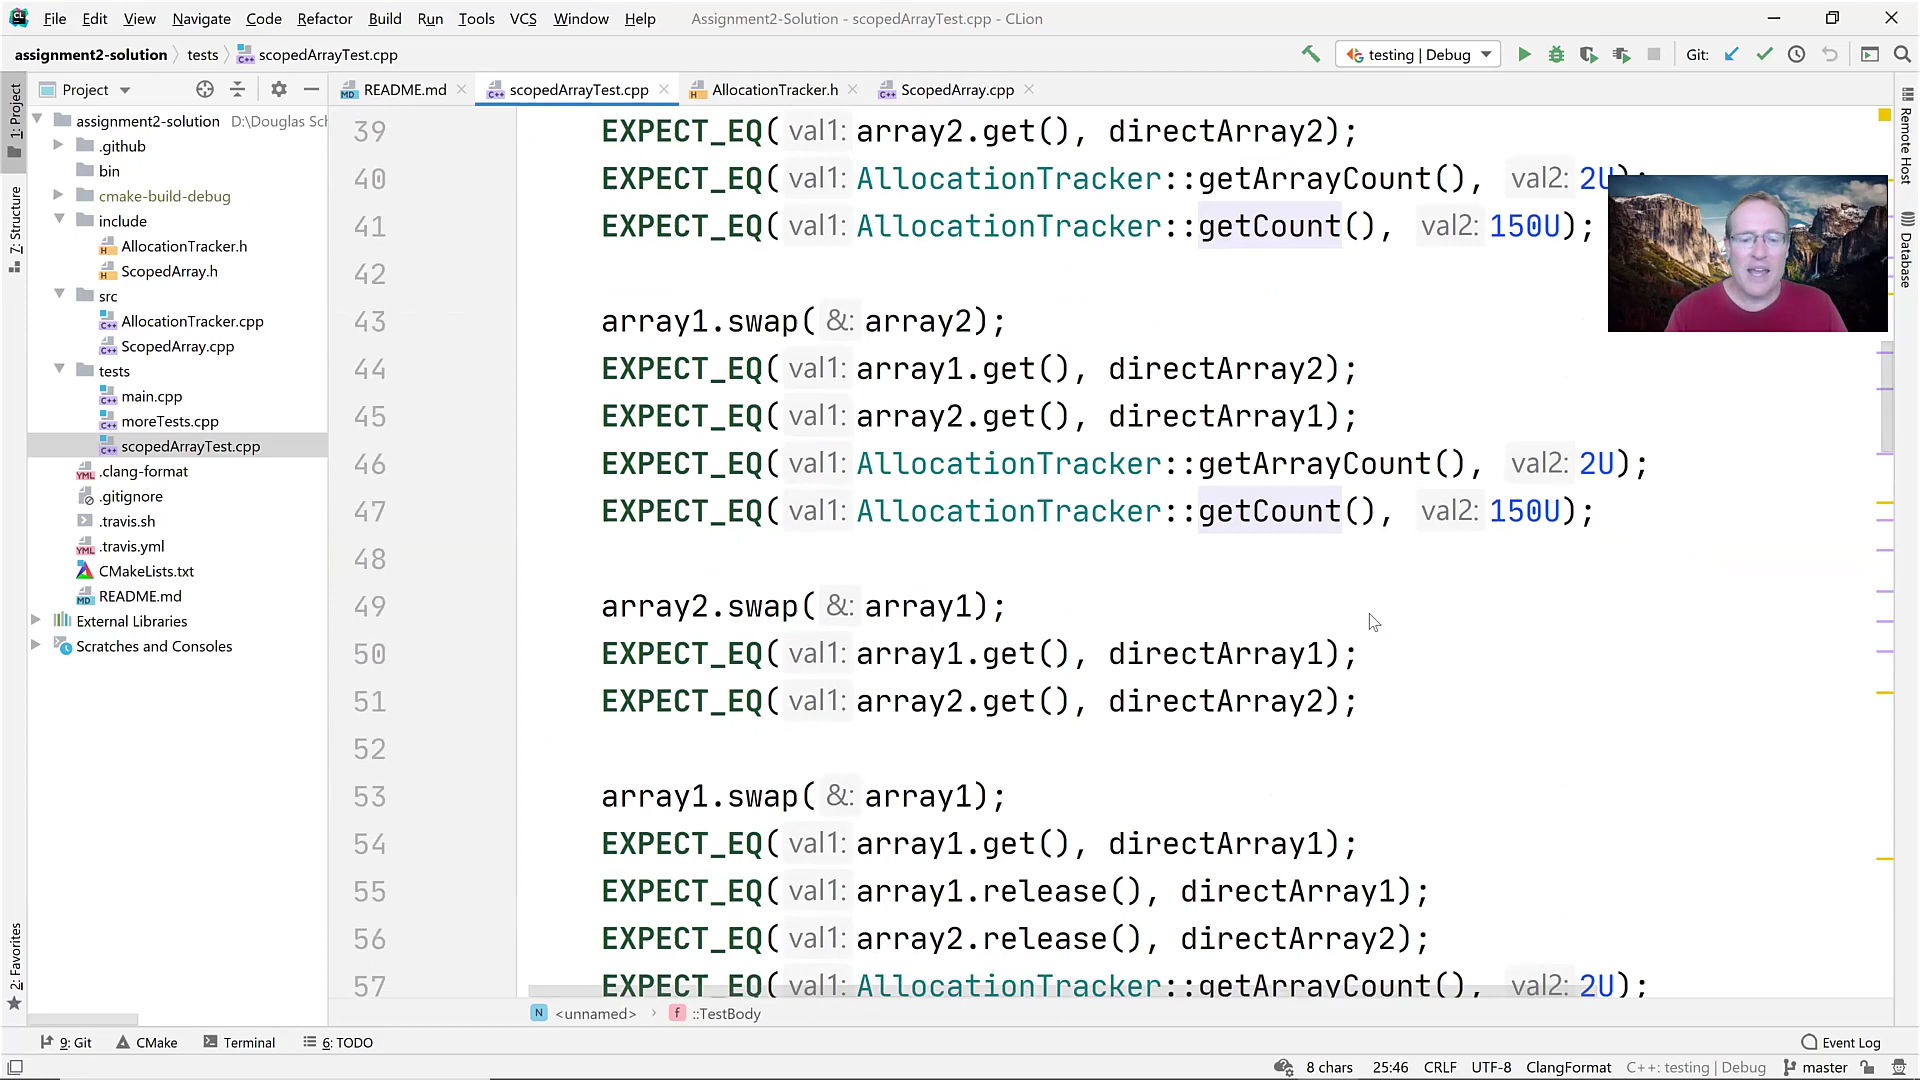 File Edit View Navigate Code Refactor Build Run Tools VCS Window Help Assignment2-Solution - scopedArrayTest.cpp - CLion
assignment2-solution tests scopedArrayTest.cpp testing | Debug Git:
Project README.md scopedArrayTest.cpp AllocationTracker.h ScopedArray.cpp
1: Project
7: Structure
2: Favorites
Remote Host
Database
assignment2-solution D:\Douglas Sch
.github
bin
cmake-build-debug
include
AllocationTracker.h
ScopedArray.h
src
AllocationTracker.cpp
ScopedArray.cpp
tests
main.cpp
moreTests.cpp
scopedArrayTest.cpp
.clang-format
.gitignore
.travis.sh
.travis.yml
CMakeLists.txt
README.md
External Libraries
Scratches and Consoles
39 EXPECT_EQ( val1: array2.get(), directArray2);
40 EXPECT_EQ( val1: AllocationTracker::getArrayCount(), val2: 2U);
41 EXPECT_EQ( val1: AllocationTracker::getCount(), val2: 150U);
42
43 array1.swap( &: array2);
44 EXPECT_EQ( val1: array1.get(), directArray2);
45 EXPECT_EQ( val1: array2.get(), directArray1);
46 EXPECT_EQ( val1: AllocationTracker::getArrayCount(), val2: 2U);
47 EXPECT_EQ( val1: AllocationTracker::getCount(), val2: 150U);
48
49 array2.swap( &: array1);
50 EXPECT_EQ( val1: array1.get(), directArray1);
51 EXPECT_EQ( val1: array2.get(), directArray2);
52
53 array1.swap( &: array1);
54 EXPECT_EQ( val1: array1.get(), directArray1);
55 EXPECT_EQ( val1: array1.release(), directArray1);
56 EXPECT_EQ( val1: array2.release(), directArray2);
57 EXPECT_EQ( val1: AllocationTracker::getArrayCount(), val2: 2U);
<unnamed> ::TestBody
9: Git CMake Terminal 6: TODO Event Log
8 chars 25:46 CRLF UTF-8 ClangFormat C++: testing | Debug master